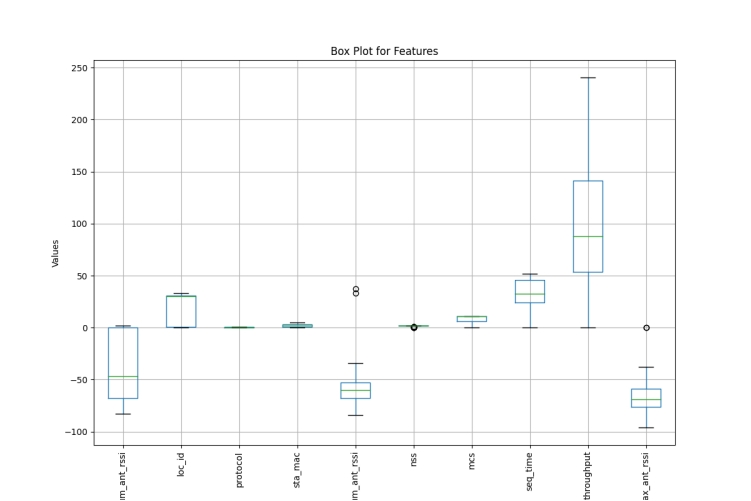 Box Plot for Features
Values
250
200
150
100
50
0
−50
−100
m_ant_rssi
loc_id
protocol
sta_mac
m_ant_rssi
nss
mcs
seq_time
throughput
ax_ant_rssi